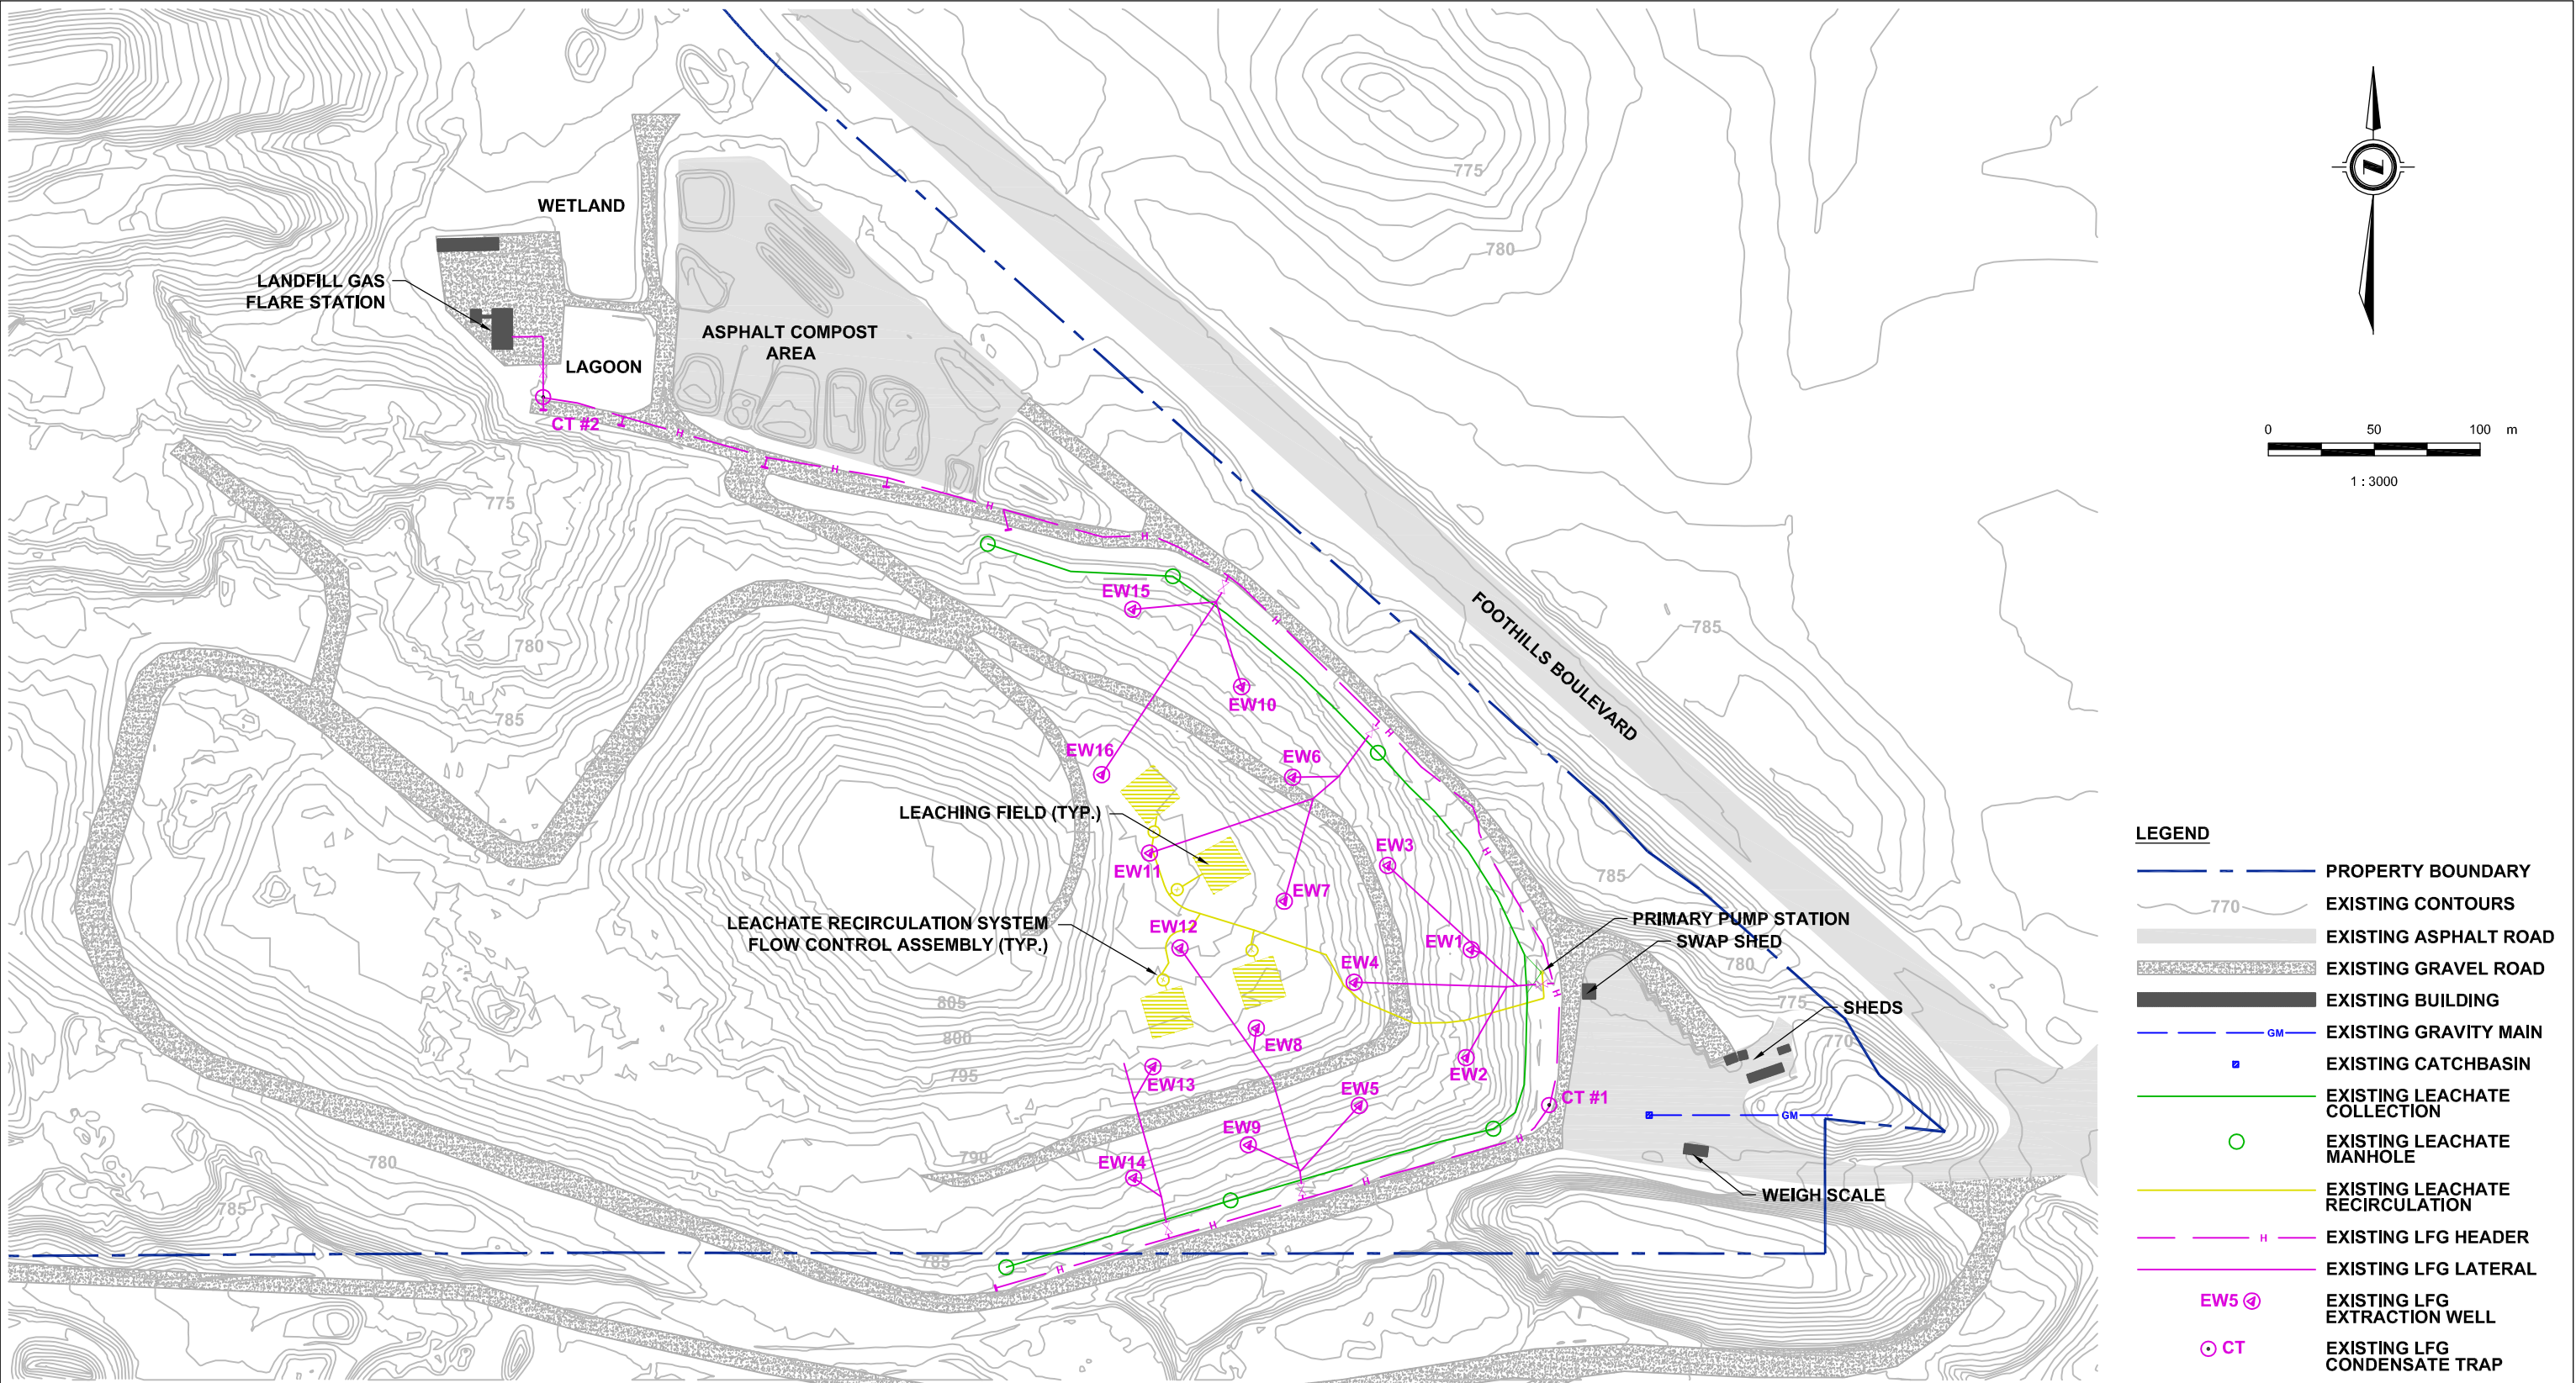 775
780
WETLAND
LANDFILL GAS
FLARE STATION
ASPHALT COMPOST
AREA
LAGOON
CT #2
H
H
H
H
775
780
785
EW15
EW10
H
H
EW16
EW6
FOOTHILLS BOULEVARD
785
LEACHING FIELD (TYP.)
EW11
EW3
H
EW7
785
LEACHATE RECIRCULATION SYSTEM
FLOW CONTROL ASSEMBLY (TYP.)
EW12
EW1
EW4
PRIMARY PUMP STATION
SWAP SHED
780
775
770
SHEDS
H
805
800
795
790
EW8
EW13
EW5
EW2
CT #1
GM
EW9
EW14
H
H
H
H
WEIGH SCALE
780
785
785
N
0 50 100 m
1 : 3000
LEGEND
PROPERTY BOUNDARY
770 EXISTING CONTOURS
EXISTING ASPHALT ROAD
EXISTING GRAVEL ROAD
EXISTING BUILDING
GM EXISTING GRAVITY MAIN
EXISTING CATCHBASIN
EXISTING LEACHATE
COLLECTION
EXISTING LEACHATE
MANHOLE
EXISTING LEACHATE
RECIRCULATION
H EXISTING LFG HEADER
EXISTING LFG LATERAL
EW5 EXISTING LFG
EXTRACTION WELL
CT EXISTING LFG
CONDENSATE TRAP